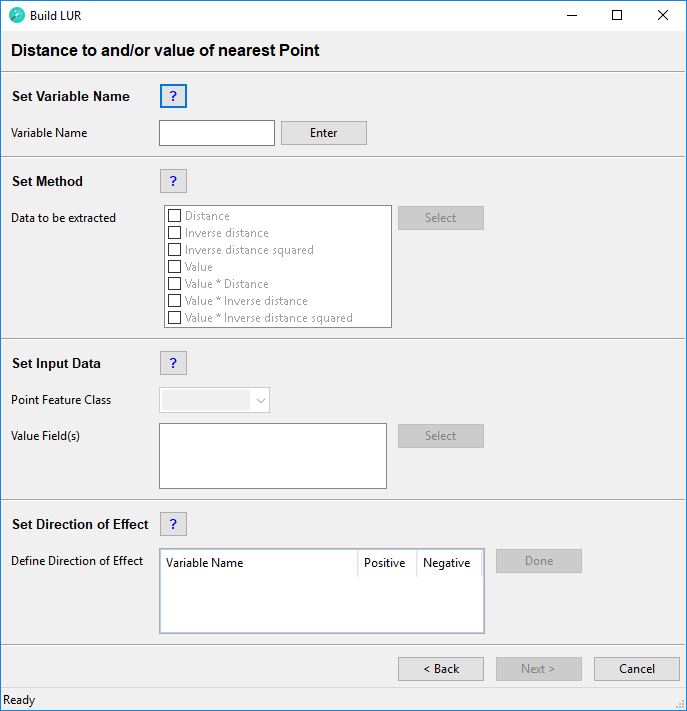 Build LUR
Distance to and/or value of nearest Point
Set Variable Name ?
Variable Name Enter
Set Method ?
Data to be extracted Select
Distance
Inverse distance
Inverse distance squared
Value
Value * Distance
Value * Inverse distance
Value * Inverse distance squared
Set Input Data ?
Point Feature Class
Value Field(s) Select
Set Direction of Effect ?
Define Direction of Effect Variable Name Positive Negative Done
< Back Next > Cancel
Ready